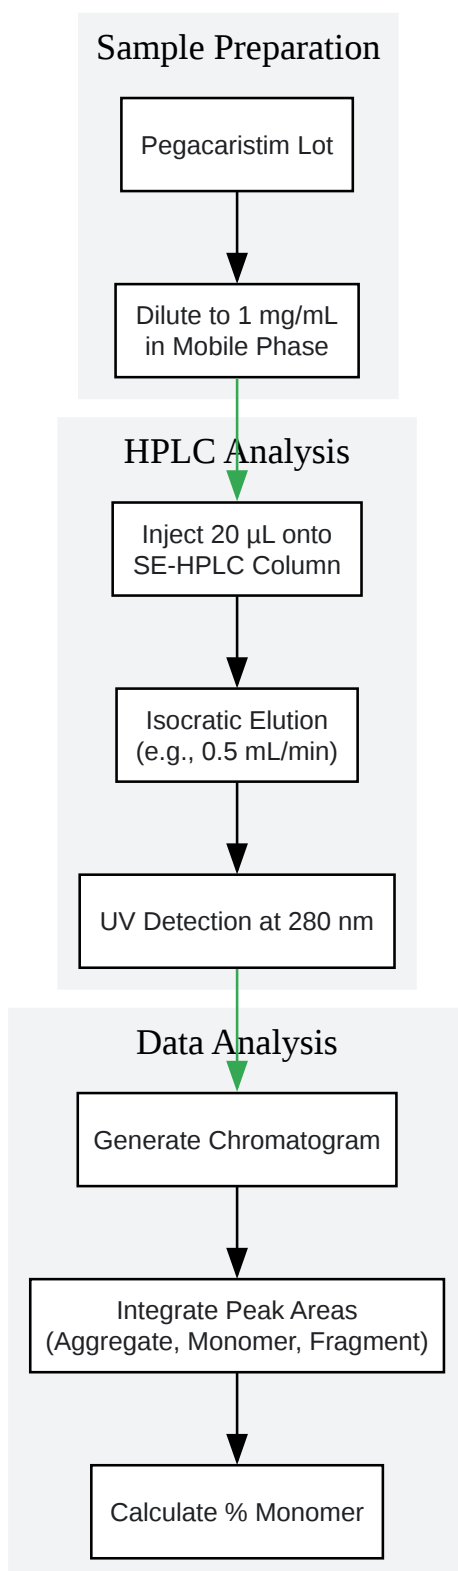 Sample Preparation
Pegacaristim Lot
Dilute to 1 mg/mL
in Mobile Phase
HPLC Analysis
Inject 20 µL onto
SE-HPLC Column
Isocratic Elution
(e.g., 0.5 mL/min)
UV Detection at 280 nm
Data Analysis
Generate Chromatogram
Integrate Peak Areas
(Aggregate, Monomer, Fragment)
Calculate % Monomer